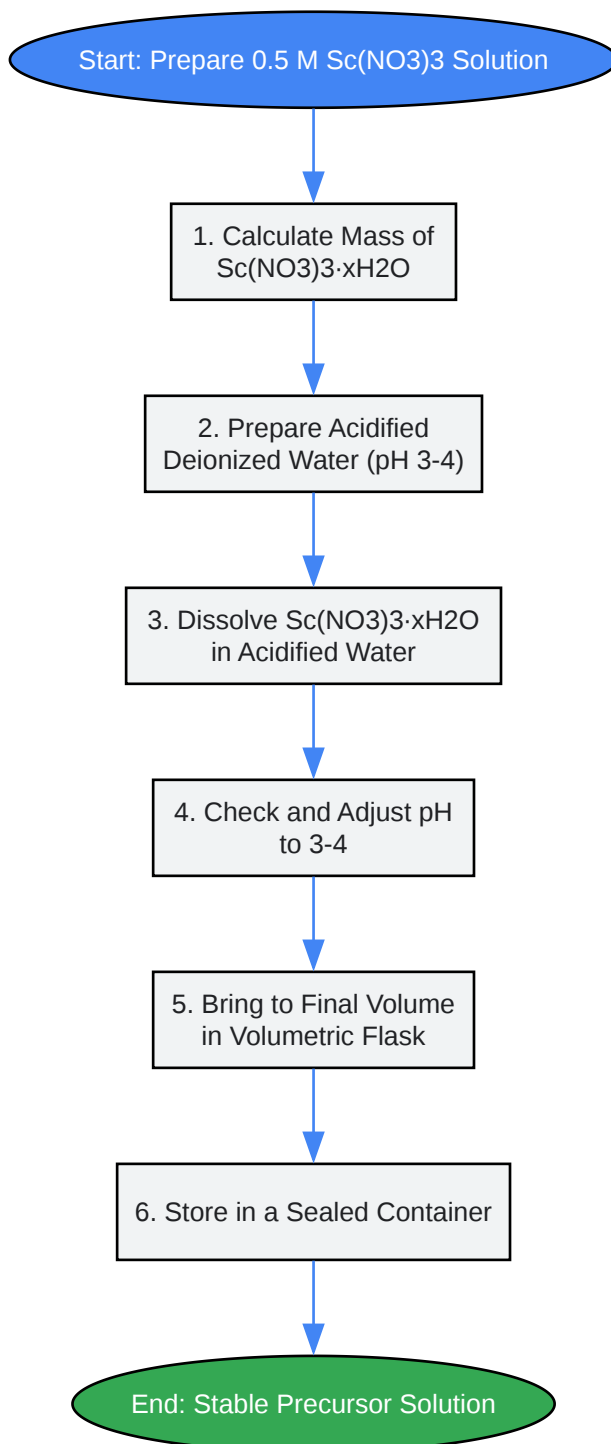 Start: Prepare 0.5 M Sc(NO3)3 Solution
1. Calculate Mass of
Sc(NO3)3·xH2O
2. Prepare Acidified
Deionized Water (pH 3-4)
3. Dissolve Sc(NO3)3·xH2O
in Acidified Water
4. Check and Adjust pH
to 3-4
5. Bring to Final Volume
in Volumetric Flask
6. Store in a Sealed Container
End: Stable Precursor Solution